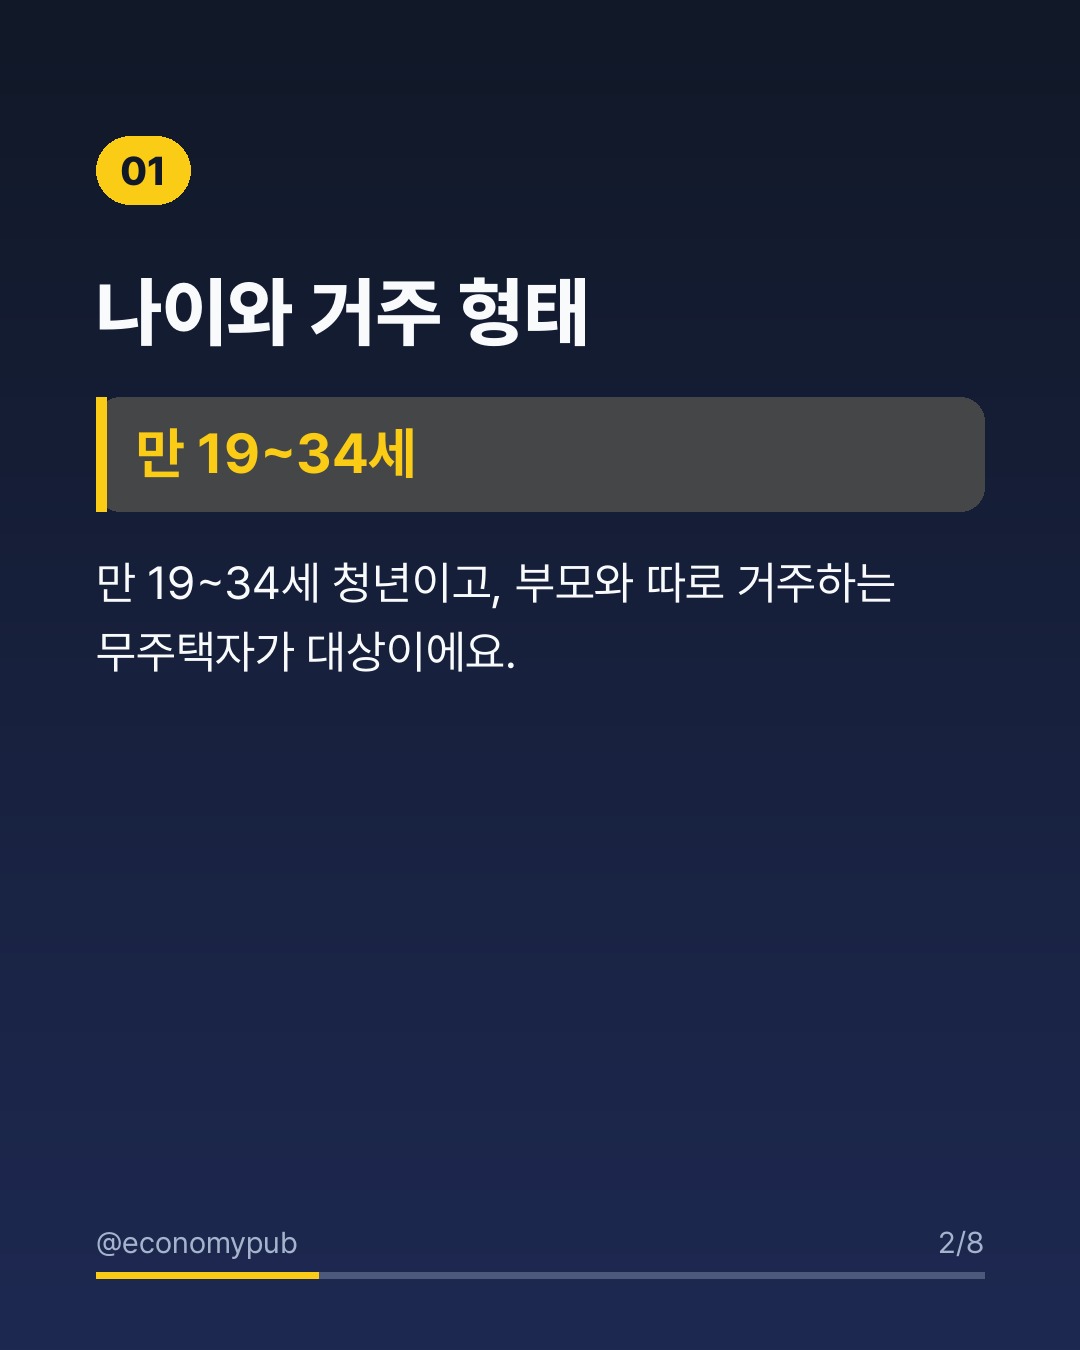 01
나이와 거주 형태
만 19~34세
만 19~34세 청년이고, 부모와 따로 거주하는
무주택자가 대상이에요.
@economypub
2/8